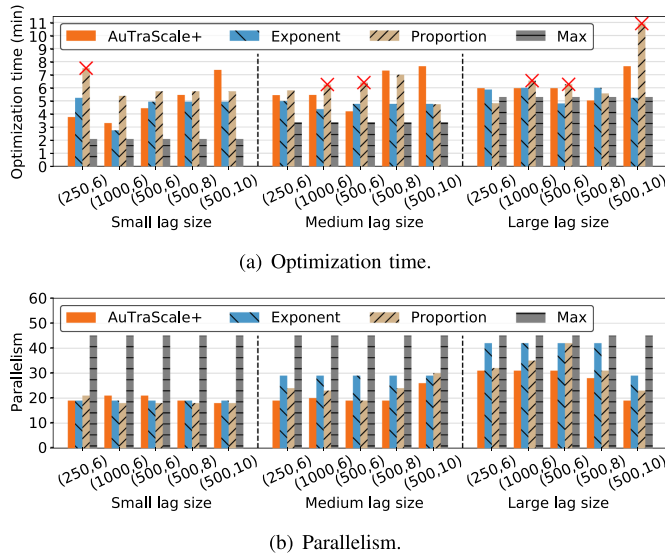 Optimization time (min)
11
10
9
8
7
6
5
4
3
2
1
0
AuTraScale+ Exponent Proportion Max
(250,6) (1000,6) (500,6) (500,8) (500,10) (250,6) (1000,6) (500,6) (500,8) (500,10) (250,6) (1000,6) (500,6) (500,8) (500,10)
Small lag size Medium lag size Large lag size
(a) Optimization time.
Parallelism
60
50
40
30
20
10
0
AuTraScale+ Exponent Proportion Max
(250,6) (1000,6) (500,6) (500,8) (500,10) (250,6) (1000,6) (500,6) (500,8) (500,10) (250,6) (1000,6) (500,6) (500,8) (500,10)
Small lag size Medium lag size Large lag size
(b) Parallelism.